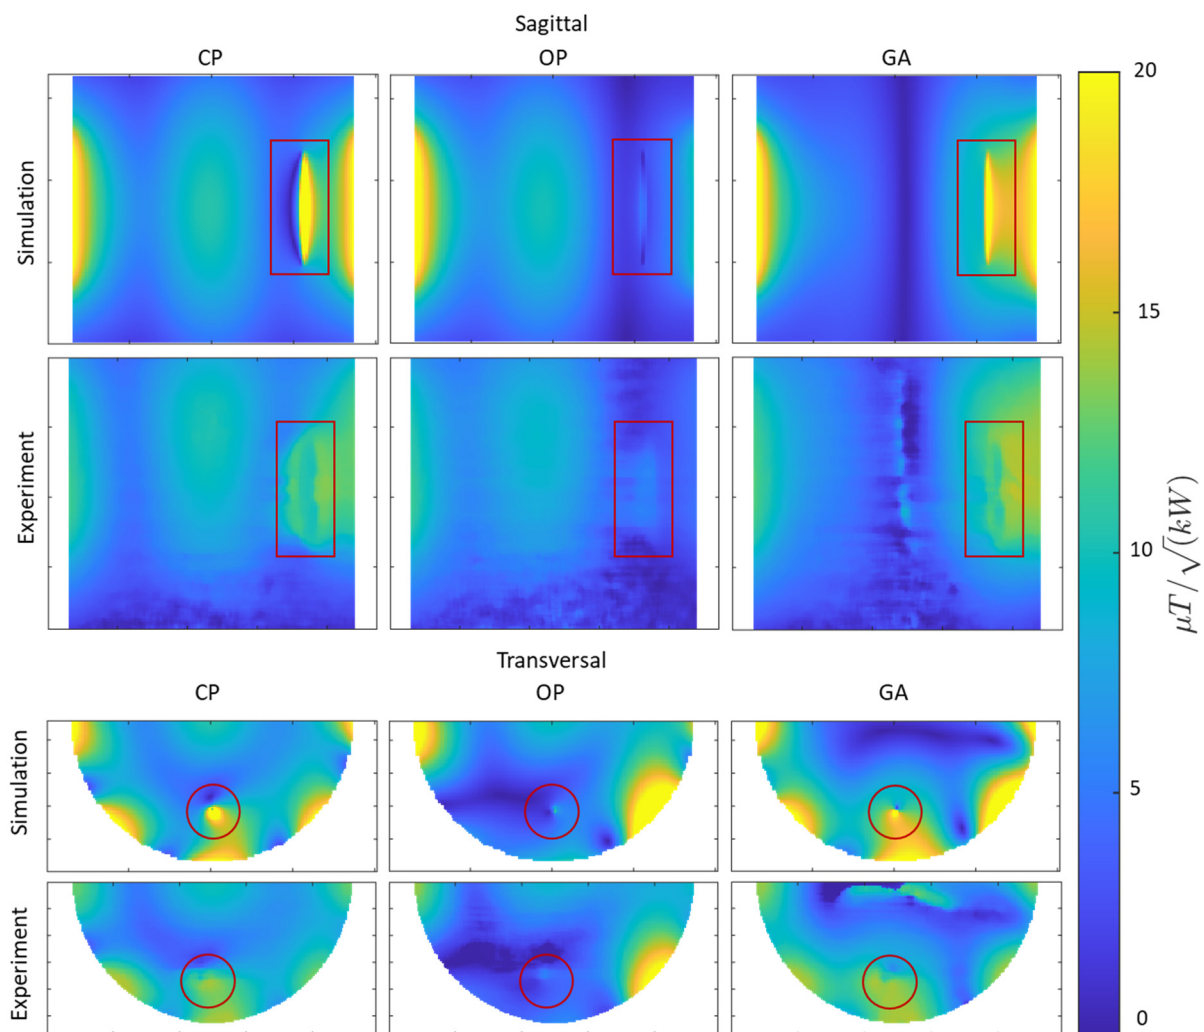 Sagittal
CP OP GA
Simulation
Experiment
Transversal
CP OP GA
Simulation
Experiment
20
15
10
5
0
μT/√(kW)